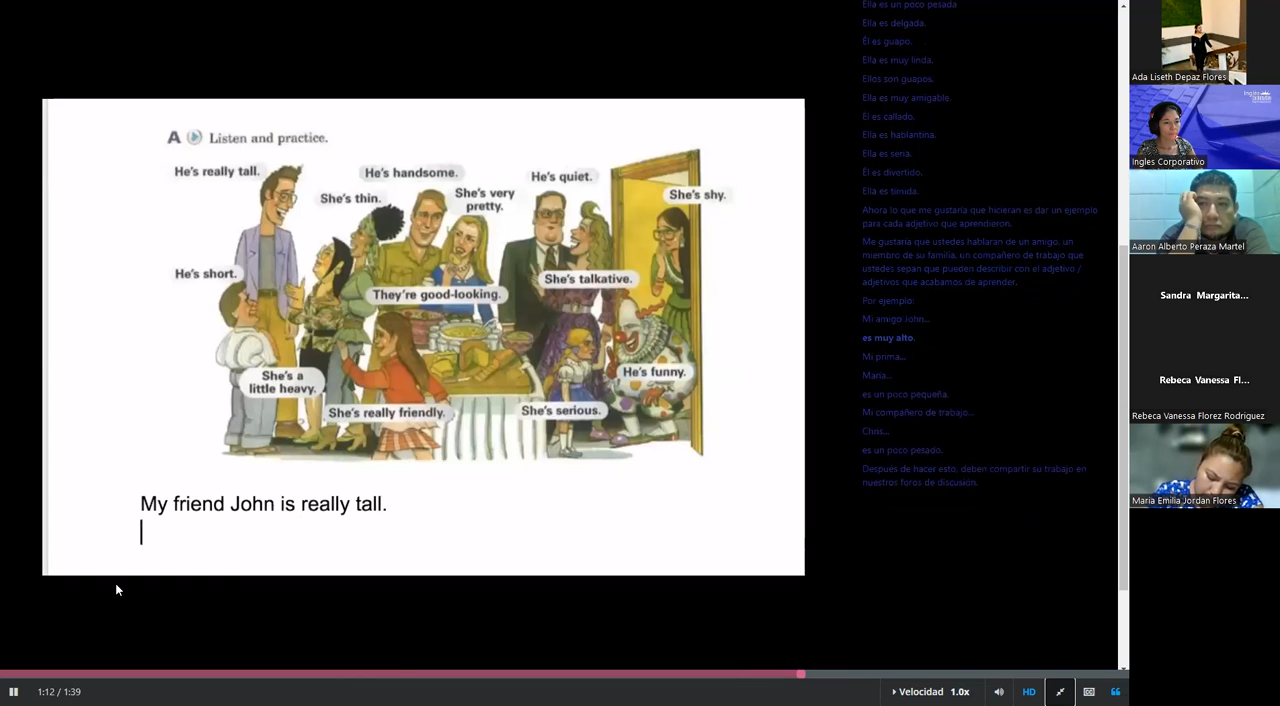 A Listen and practice.
He's really tall.
He's handsome.
He's quiet.
She's thin.
She's very
pretty.
She's shy.
He's short.
They're good-looking.
She's talkative.
She's a
little heavy.
He's funny.
She's really friendly.
She's serious.
My friend John is really tall.
Ella es un poco pesada
Ella es delgada.
Él es guapo.
Ella es muy linda.
Ellos son guapos.
Ella es muy amigable.
El es callado.
Ella es hablantina.
Ella es seria.
Él es divertido.
Ella es tímida.
Ahora lo que me gustaría que hicieran es dar un ejemplo
para cada adjetivo que aprendieron.
Me gustaría que ustedes hablaran de un amigo, un
miembro de su familia, un compañero de trabajo que
ustedes sepan que pueden describir con el adjetivo /
adjetivos que acabamos de aprender.
Por ejemplo:
Mi amigo John...
es muy alto.
Mi prima...
María...
es un poco pequeña.
Mi compañero de trabajo...
Chris...
es un poco pesado.
Después de hacer esto, deben compartir su trabajo en
nuestros foros de discusión.
Ada Liseth Depaz Flores
Ingles Corporativo
Aaron Alberto Peraza Martel
Sandra Margarita...
Rebeca Vanessa Fl...
Rebeca Vanessa Florez Rodriguez
Maria Emilia Jordan Flores
1:12 / 1:39
Velocidad 1.0x
HD